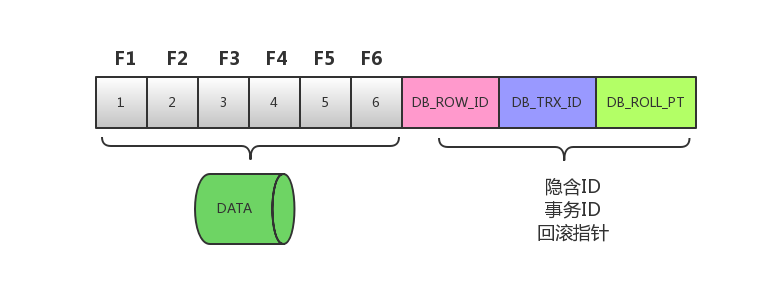 F1 F2 F3 F4 F5 F6
1 2 3 4 5 6 DB_ROW_ID DB_TRX_ID DB_ROLL_PT
DATA
隐含ID
事务ID
回滚指针